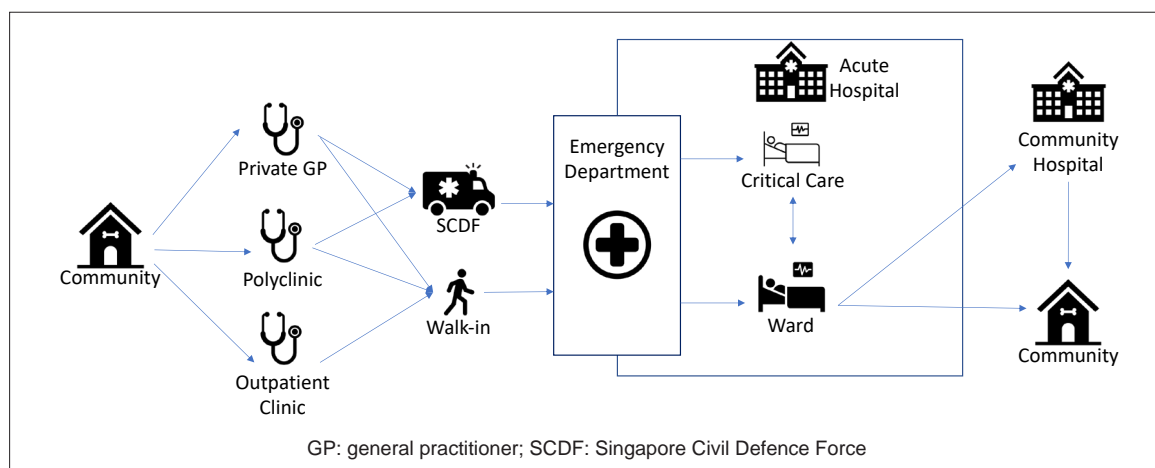 Community
Private GP
Polyclinic
Outpatient
Clinic
SCDF
Walk-in
Emergency
Department
Acute
Hospital
Critical Care
Ward
Community
Hospital
Community
GP: general practitioner; SCDF: Singapore Civil Defence Force